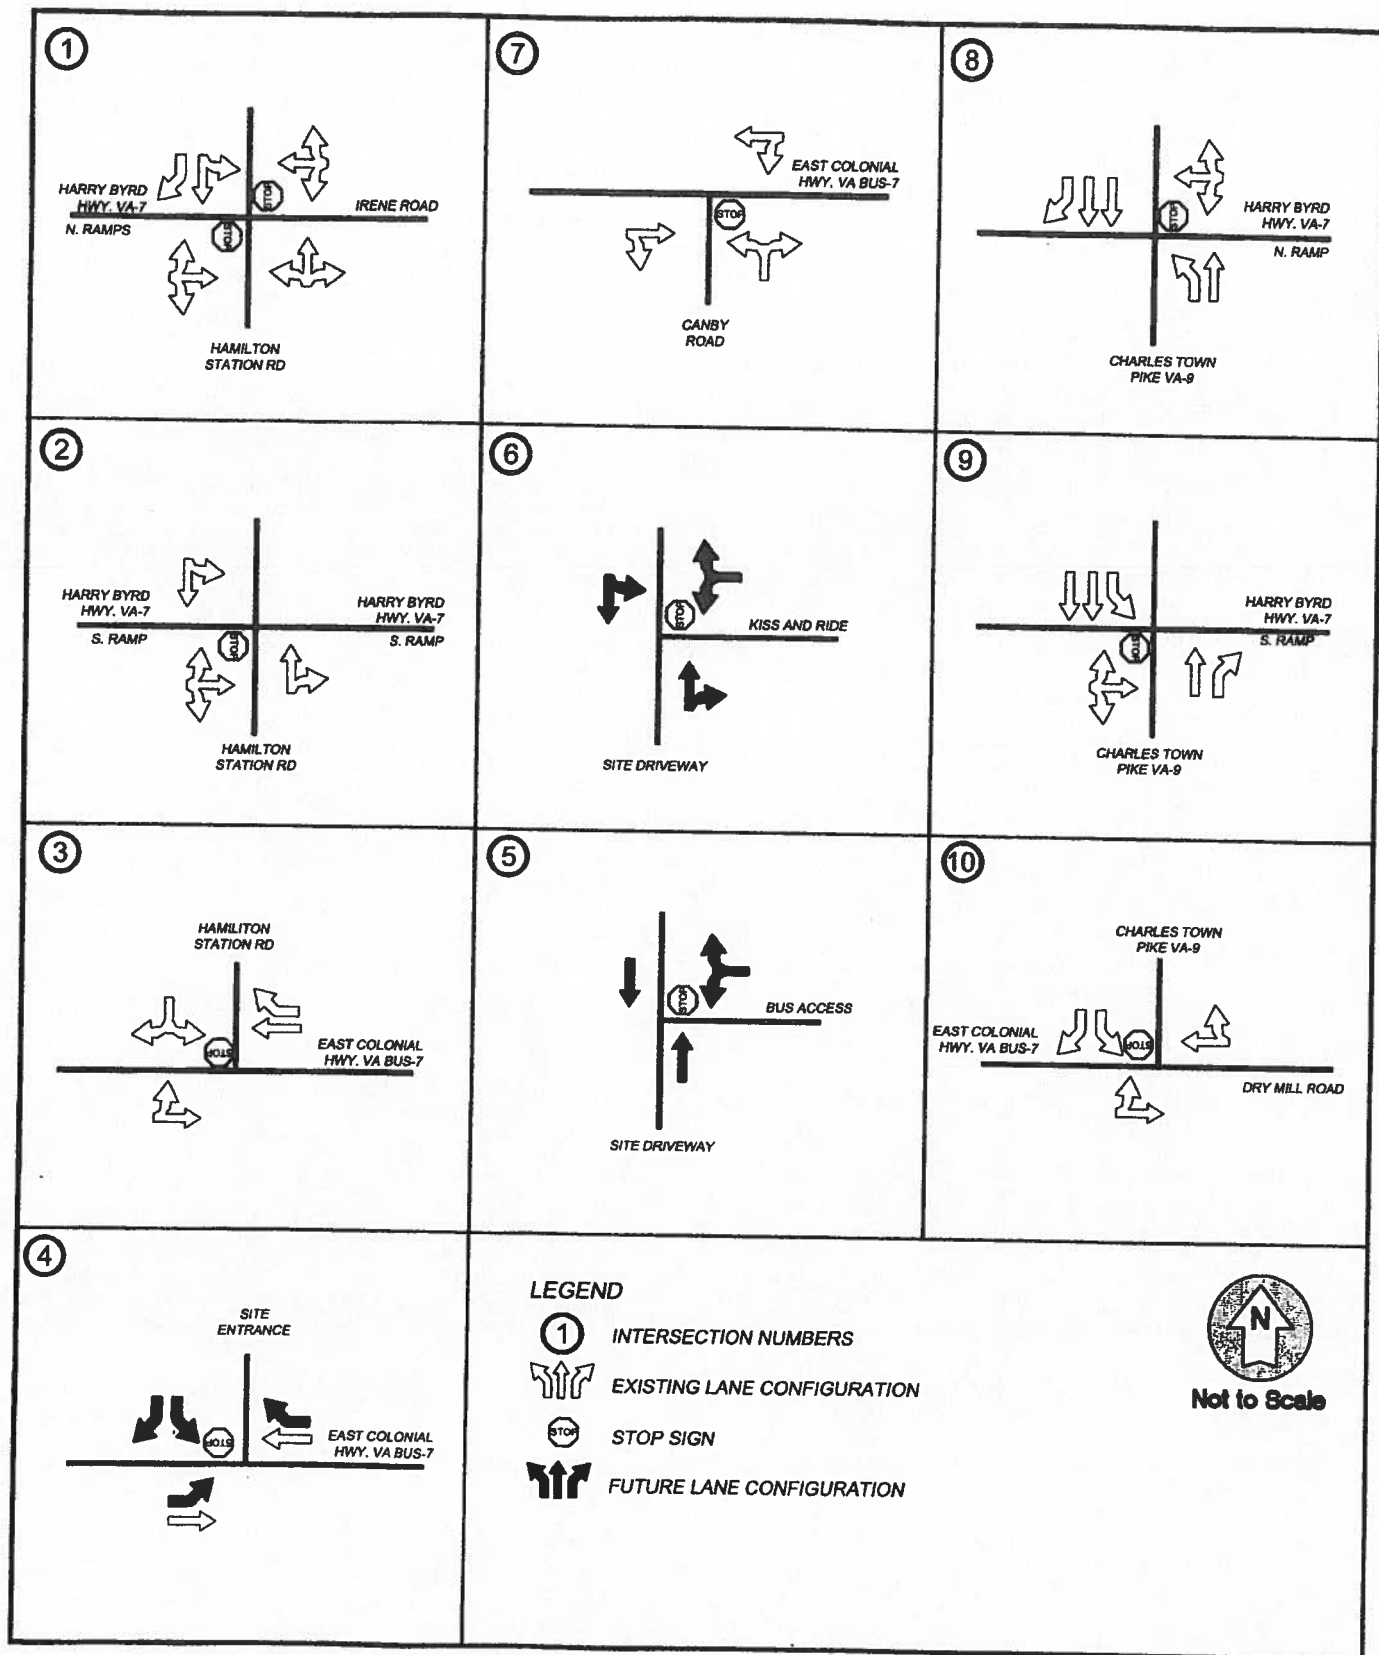 1
HARRY BYRD
HWY. VA-7
N. RAMPS
STOP
STOP
IRENE ROAD
HAMILTON
STATION RD
7
EAST COLONIAL
HWY. VA BUS-7
STOP
CANBY
ROAD
8
STOP
HARRY BYRD
HWY. VA-7
N. RAMP
CHARLES TOWN
PIKE VA-9
2
HARRY BYRD
HWY. VA-7
S. RAMP
STOP
HARRY BYRD
HWY. VA-7
S. RAMP
HAMILTON
STATION RD
6
STOP
KISS AND RIDE
SITE DRIVEWAY
9
HARRY BYRD
HWY. VA-7
S. RAMP
STOP
CHARLES TOWN
PIKE VA-9
3
HAMILITON
STATION RD
STOP
EAST COLONIAL
HWY. VA BUS-7
5
STOP
BUS ACCESS
SITE DRIVEWAY
10
CHARLES TOWN
PIKE VA-9
EAST COLONIAL
HWY. VA BUS-7
STOP
DRY MILL ROAD
4
SITE
ENTRANCE
STOP
EAST COLONIAL
HWY. VA BUS-7
LEGEND
1 INTERSECTION NUMBERS
EXISTING LANE CONFIGURATION
STOP STOP SIGN
FUTURE LANE CONFIGURATION
N
Not to Scale